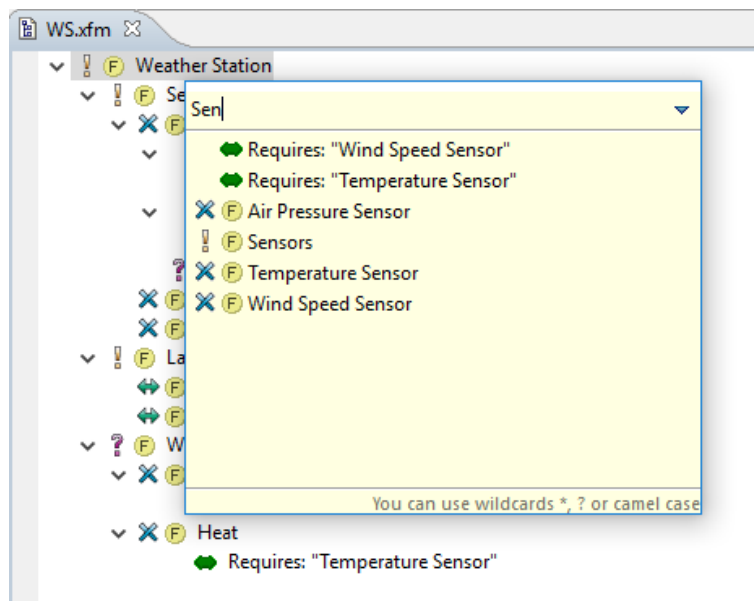 WS.xfm
F Weather Station
F Se
Sen
F
Requires: "Wind Speed Sensor"
Requires: "Temperature Sensor"
F Air Pressure Sensor
! F Sensors
F Temperature Sensor
? F Wind Speed Sensor
F
F
F La
F
F
? F W
F
You can use wildcards *, ? or camel case
F Heat
Requires: "Temperature Sensor"